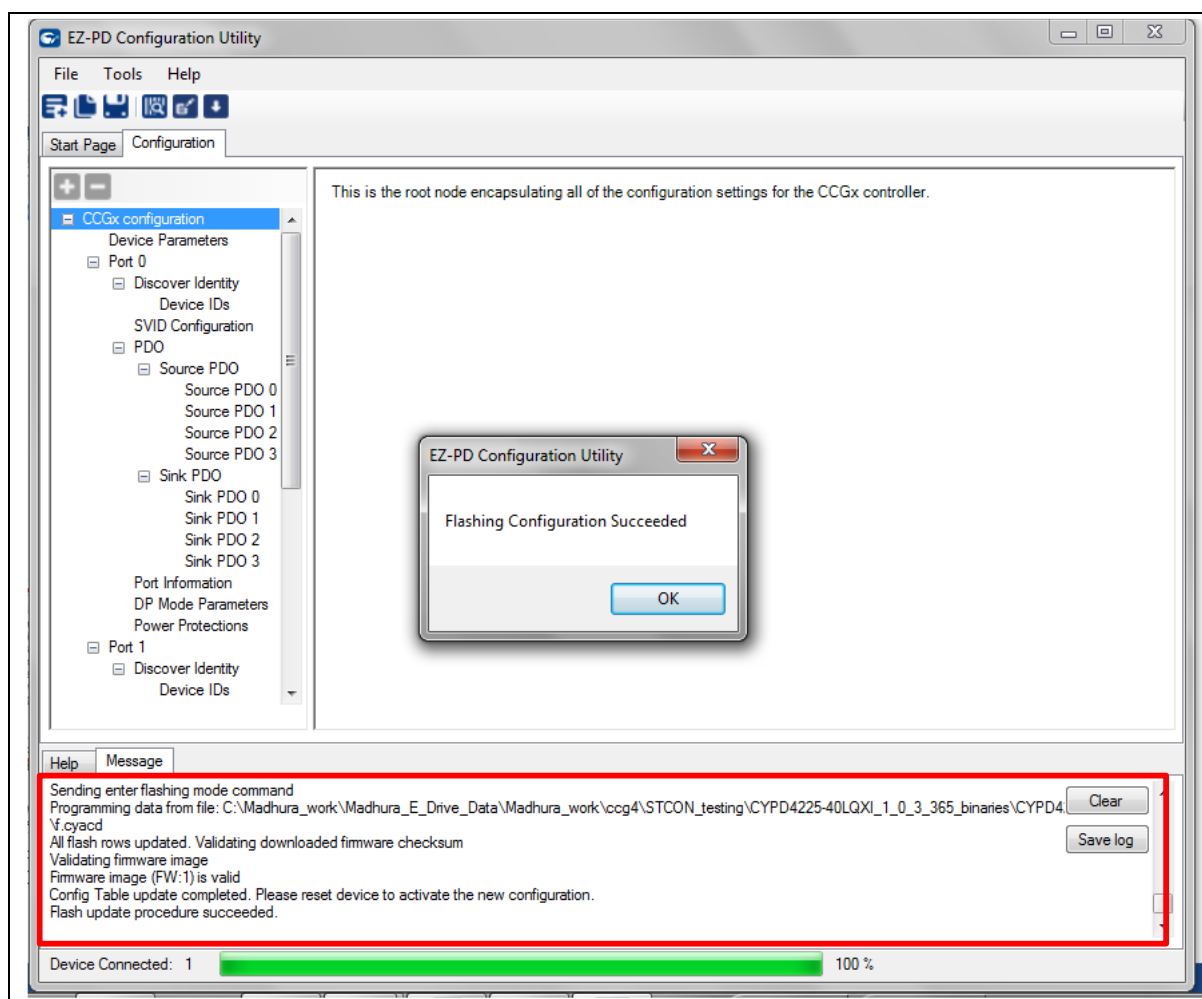 EZ-PD Configuration Utility
File Tools Help
Start Page Configuration
CCGx configuration
Device Parameters
Port 0
Discover Identity
Device IDs
SVID Configuration
PDO
Source PDO
Source PDO 0
Source PDO 1
Source PDO 2
Source PDO 3
Sink PDO
Sink PDO 0
Sink PDO 1
Sink PDO 2
Sink PDO 3
Port Information
DP Mode Parameters
Power Protections
Port 1
Discover Identity
Device IDs
This is the root node encapsulating all of the configuration settings for the CCGx controller.
EZ-PD Configuration Utility
Flashing Configuration Succeeded
OK
Help Message
Sending enter flashing mode command
Programming data from file: C:\Madhura_work\Madhura_E_Drive_Data\Madhura_work\ccg4\STCON_testing\CYPD4225-40LQXI_1_0_3_365_binaries\CYPD4
\f.cyacd
All flash rows updated. Validating downloaded firmware checksum
Validating firmware image
Firmware image (FW:1) is valid
Config Table update completed. Please reset device to activate the new configuration.
Flash update procedure succeeded.
Clear
Save log
Device Connected: 1 100 %